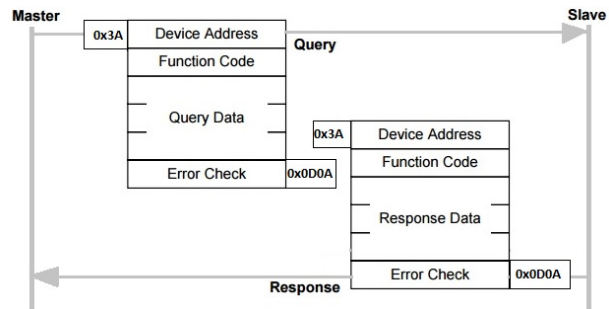 Master
Slave
0x3A
Device Address
Query
Function Code
Query Data
Error Check
0x0D0A
0x3A
Device Address
Function Code
Response Data
Error Check
0x0D0A
Response